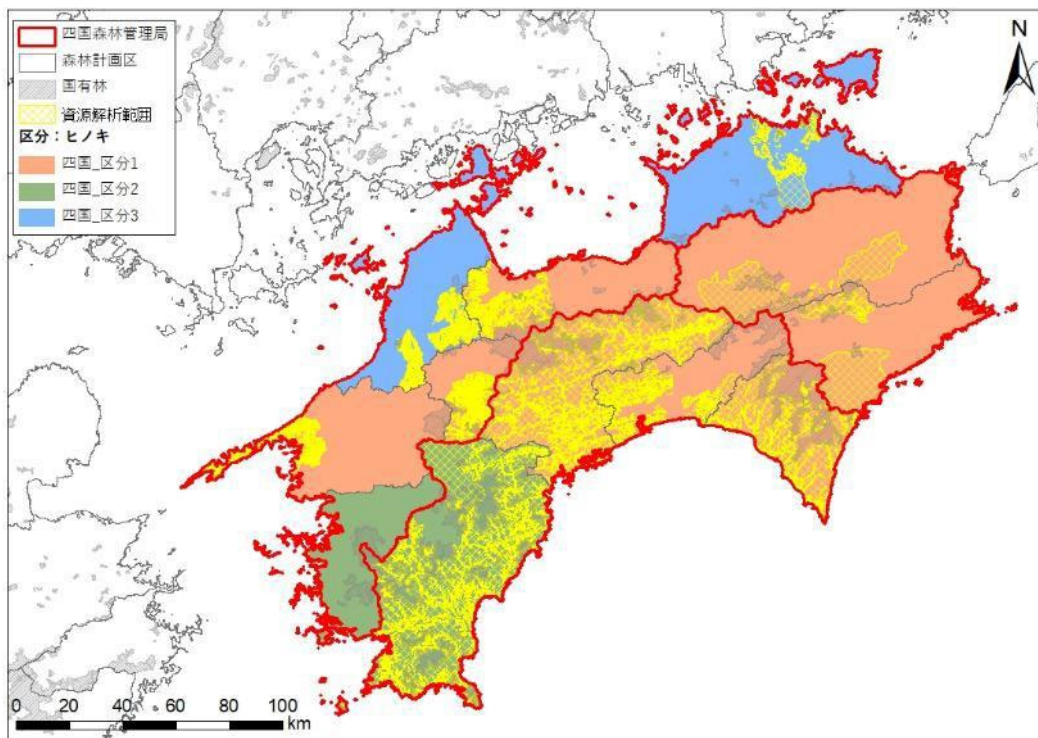 四国森林管理局
森林計画区
国有林
資源解析範囲
区分：ヒノキ
四国_区分1
四国_区分2
四国_区分3
N
0 20 40 60 80 100
km